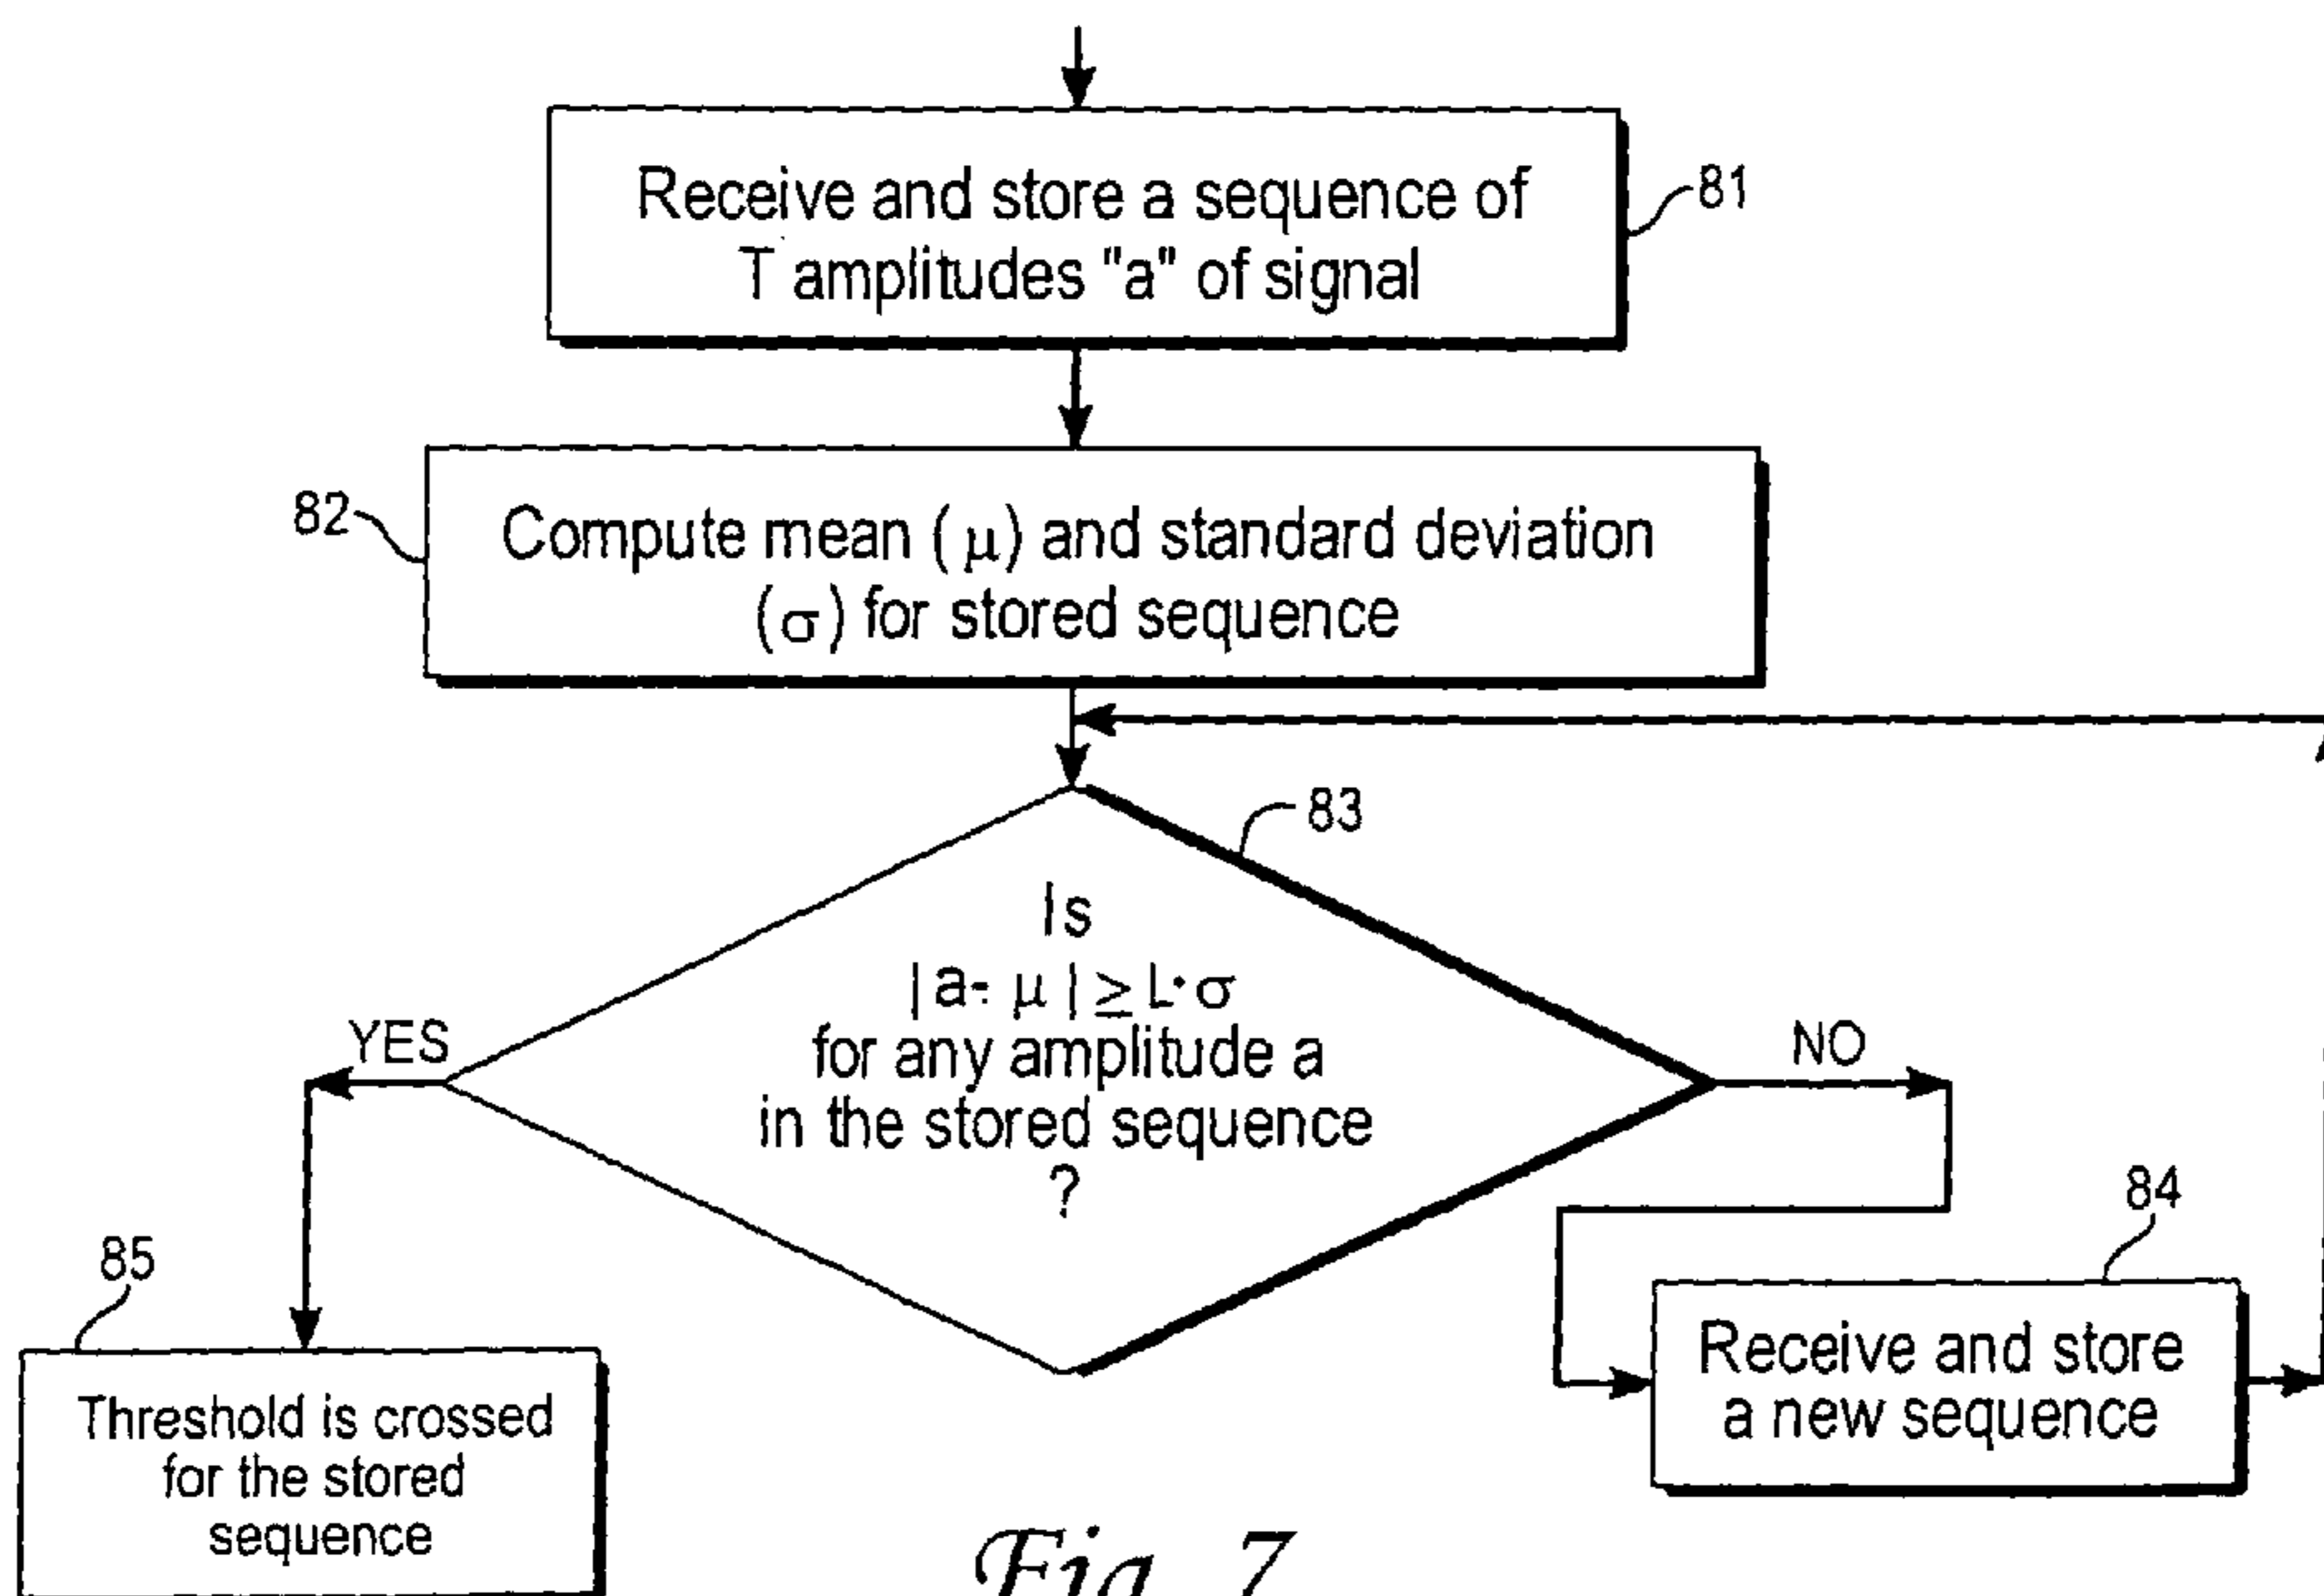 Receive and store a sequence of
T amplitudes "a" of signal
81
82
Compute mean (μ) and standard deviation
(σ) for stored sequence
83
Is
|a- μ| ≥ L·σ
for any amplitude a
in the stored sequence
?
YES
NO
84
Receive and store
a new sequence
85
Threshold is crossed
for the stored
sequence
Fig. 7